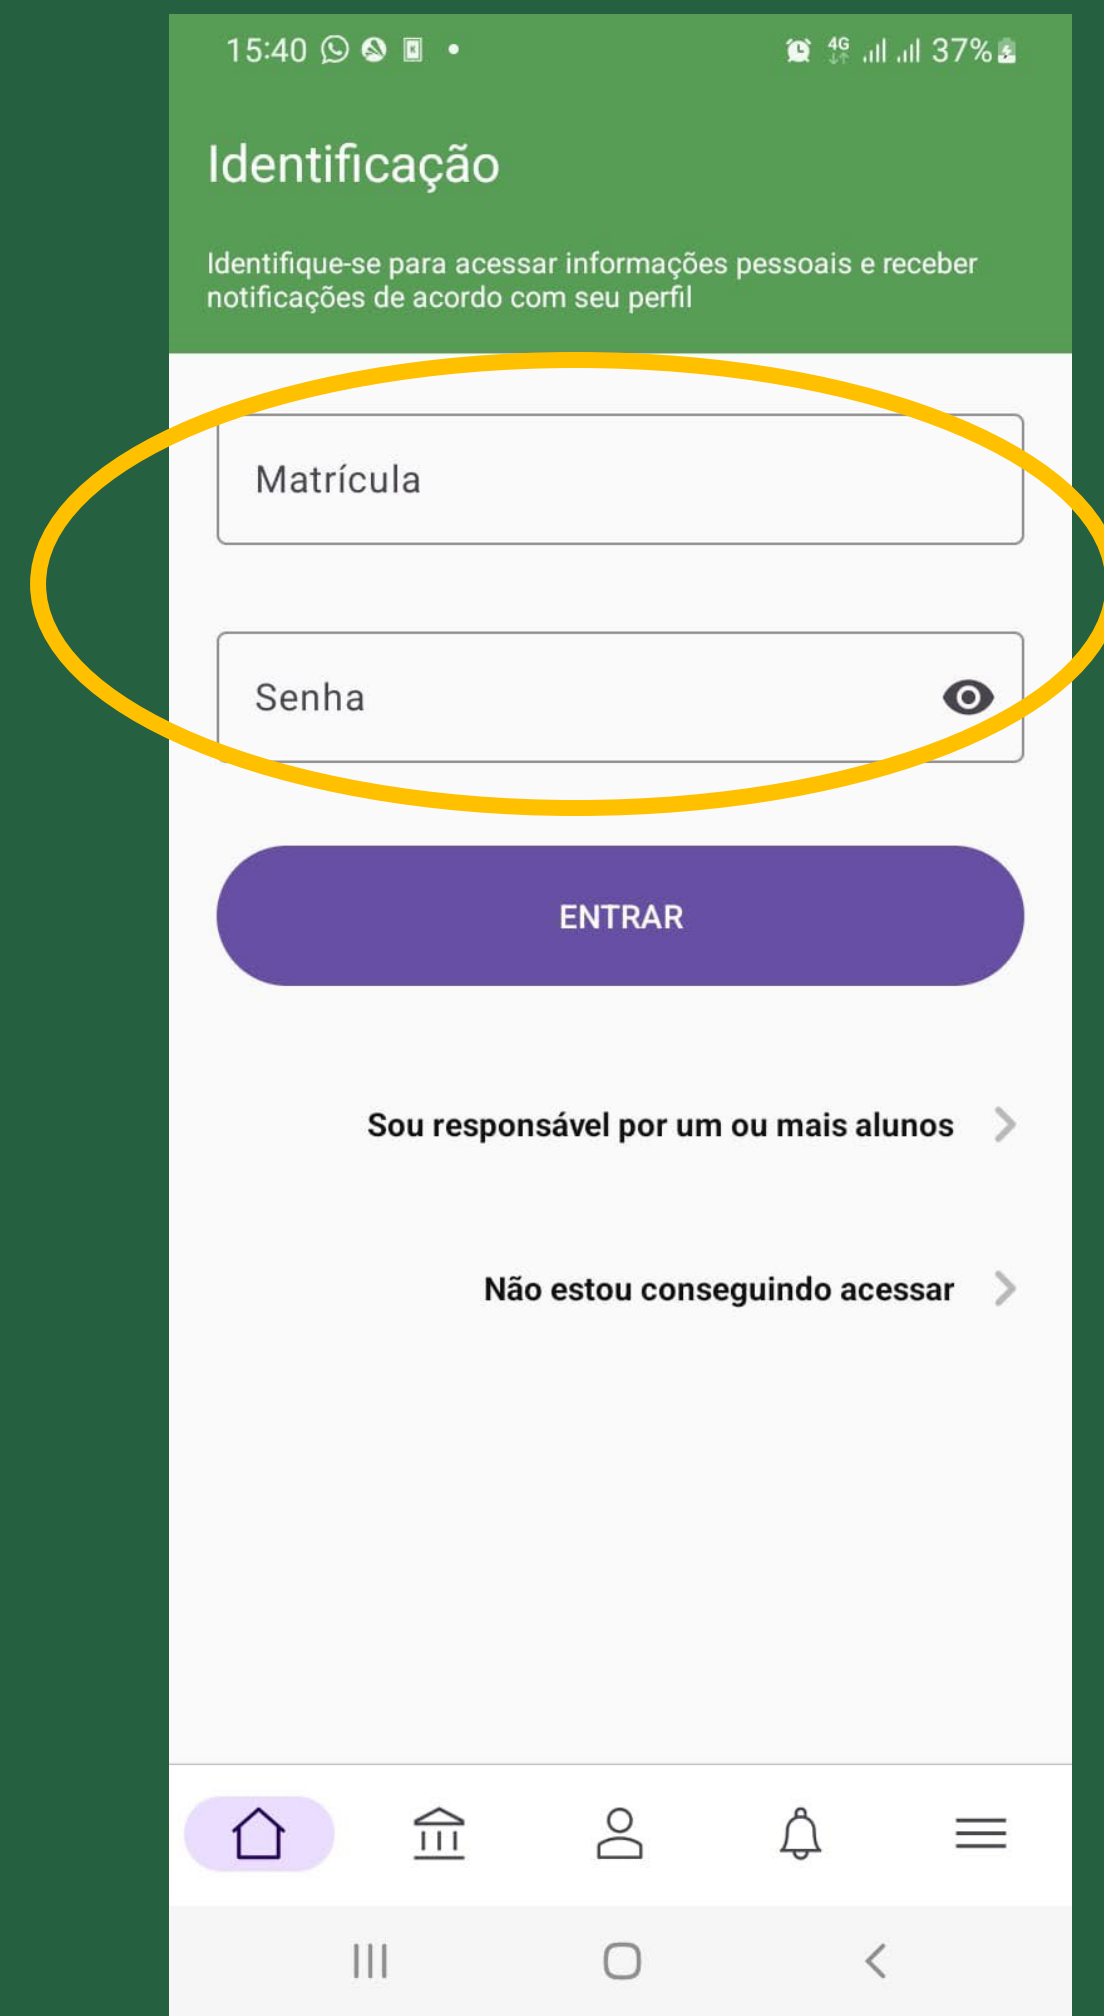 15:40
4G
37%
Identificação
Identifique-se para acessar informações pessoais e receber
notificações de acordo com seu perfil
Matrícula
Senha
ENTRAR
Sou responsável por um ou mais alunos
Não estou conseguindo acessar